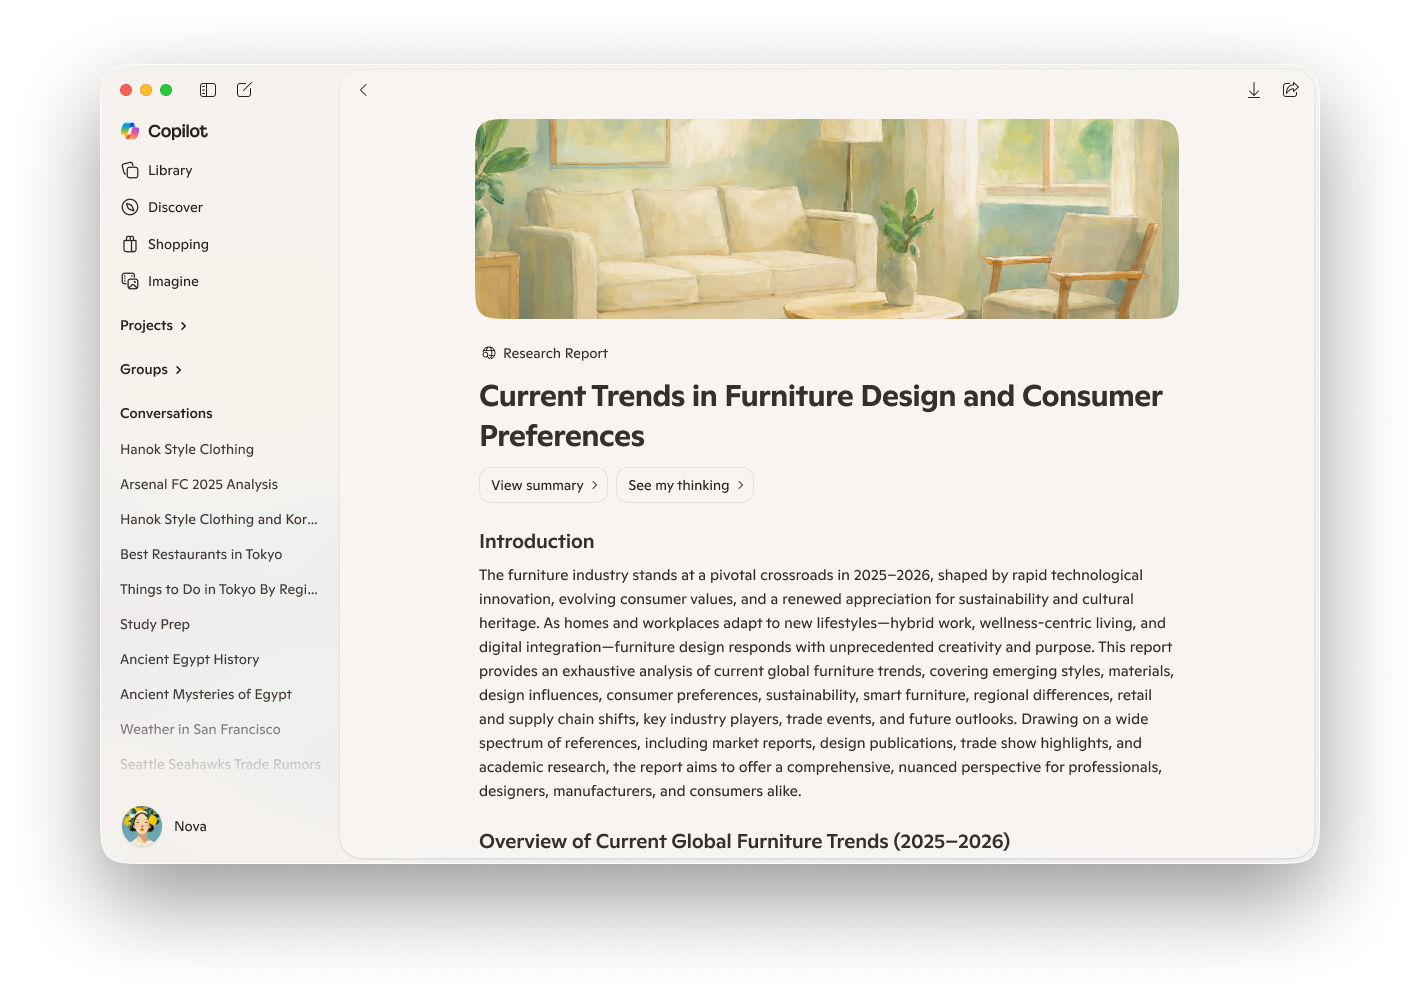 Copilot
Library
Discover
Shopping
Imagine
Projects
Groups
Conversations
Hanok Style Clothing
Arsenal FC 2025 Analysis
Hanok Style Clothing and Kor...
Best Restaurants in Tokyo
Things to Do in Tokyo By Regi...
Study Prep
Ancient Egypt History
Ancient Mysteries of Egypt
Weather in San Francisco
Seattle Seahawks Trade Rumors
Nova
Research Report
Current Trends in Furniture Design and Consumer
Preferences
View summary
See my thinking
Introduction
The furniture industry stands at a pivotal crossroads in 2025–2026, shaped by rapid technological
innovation, evolving consumer values, and a renewed appreciation for sustainability and cultural
heritage. As homes and workplaces adapt to new lifestyles—hybrid work, wellness-centric living, and
digital integration—furniture design responds with unprecedented creativity and purpose. This report
provides an exhaustive analysis of current global furniture trends, covering emerging styles, materials,
design influences, consumer preferences, sustainability, smart furniture, regional differences, retail
and supply chain shifts, key industry players, trade events, and future outlooks. Drawing on a wide
spectrum of references, including market reports, design publications, trade show highlights, and
academic research, the report aims to offer a comprehensive, nuanced perspective for professionals,
designers, manufacturers, and consumers alike.
Overview of Current Global Furniture Trends (2025–2026)